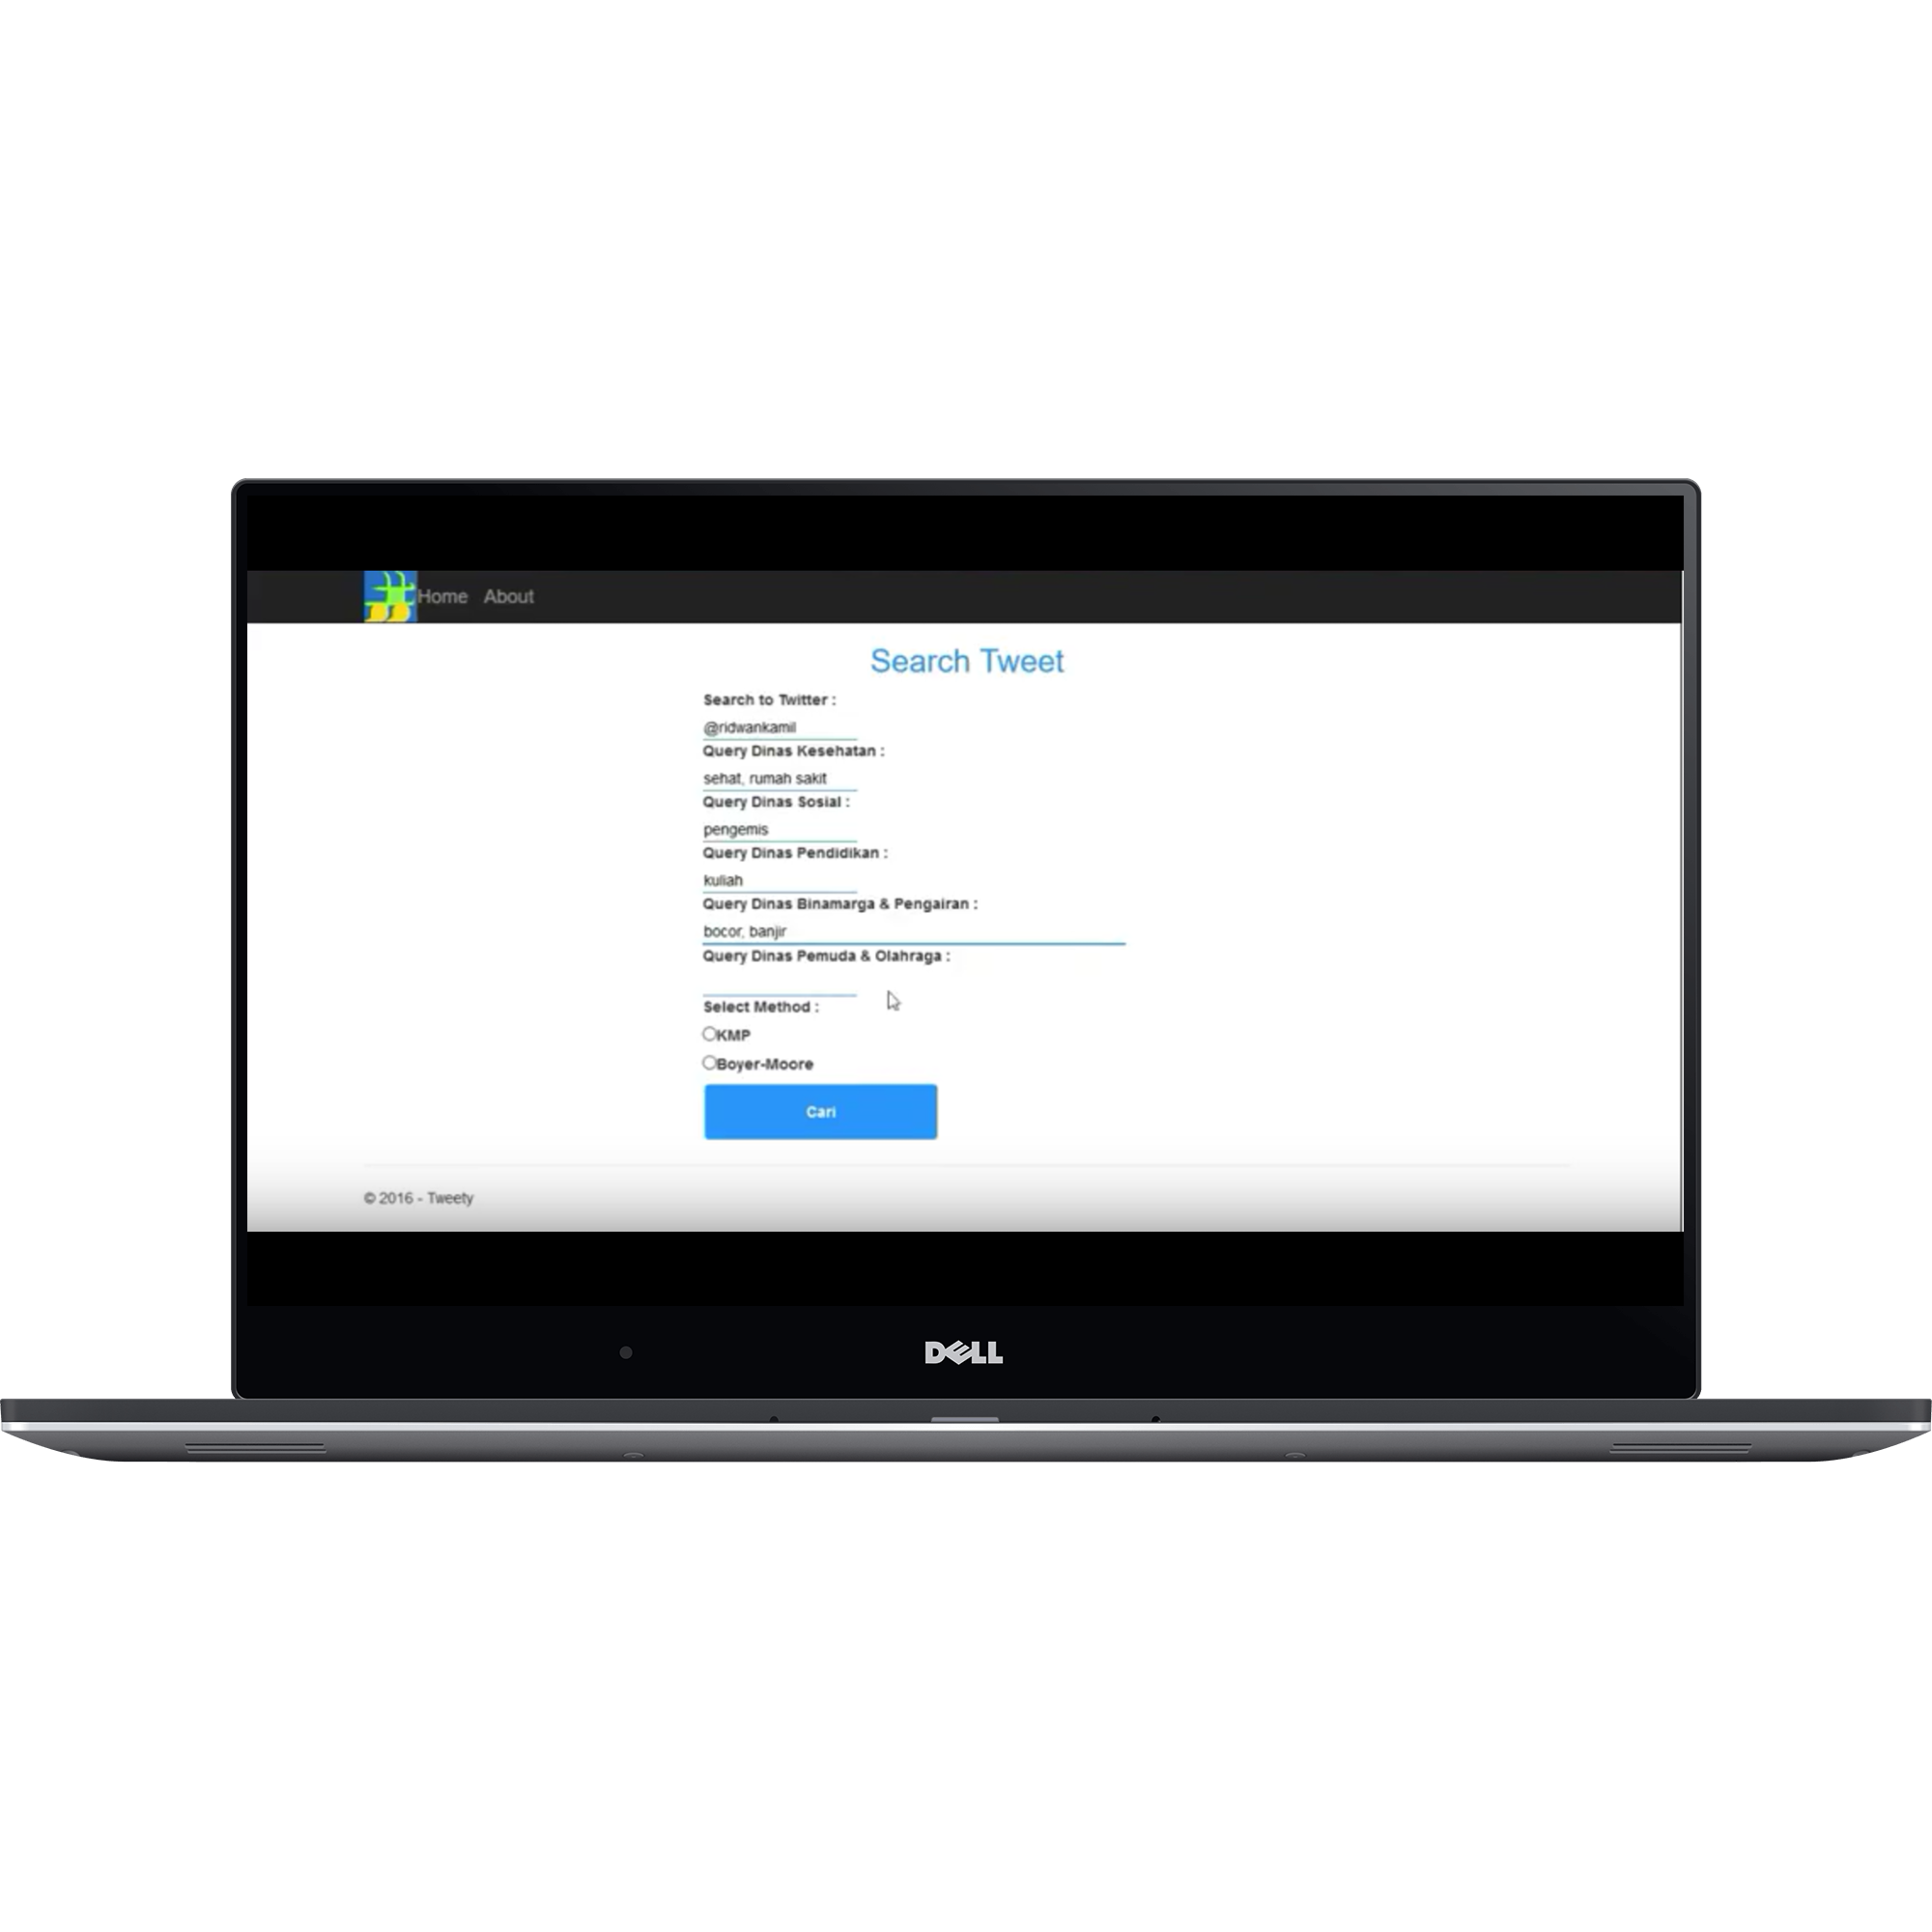 Home About
Search Tweet
Search to Twitter :
@ridwankamil
Query Dinas Kesehatan :
sehat, rumah sakit
Query Dinas Sosial :
pengemis
Query Dinas Pendidikan :
kuliah
Query Dinas Binamarga & Pengairan :
bocor, banjir
Query Dinas Pemuda & Olahraga :
Select Method :
KMP
Boyer-Moore
Cari
© 2016 - Tweety
DELL